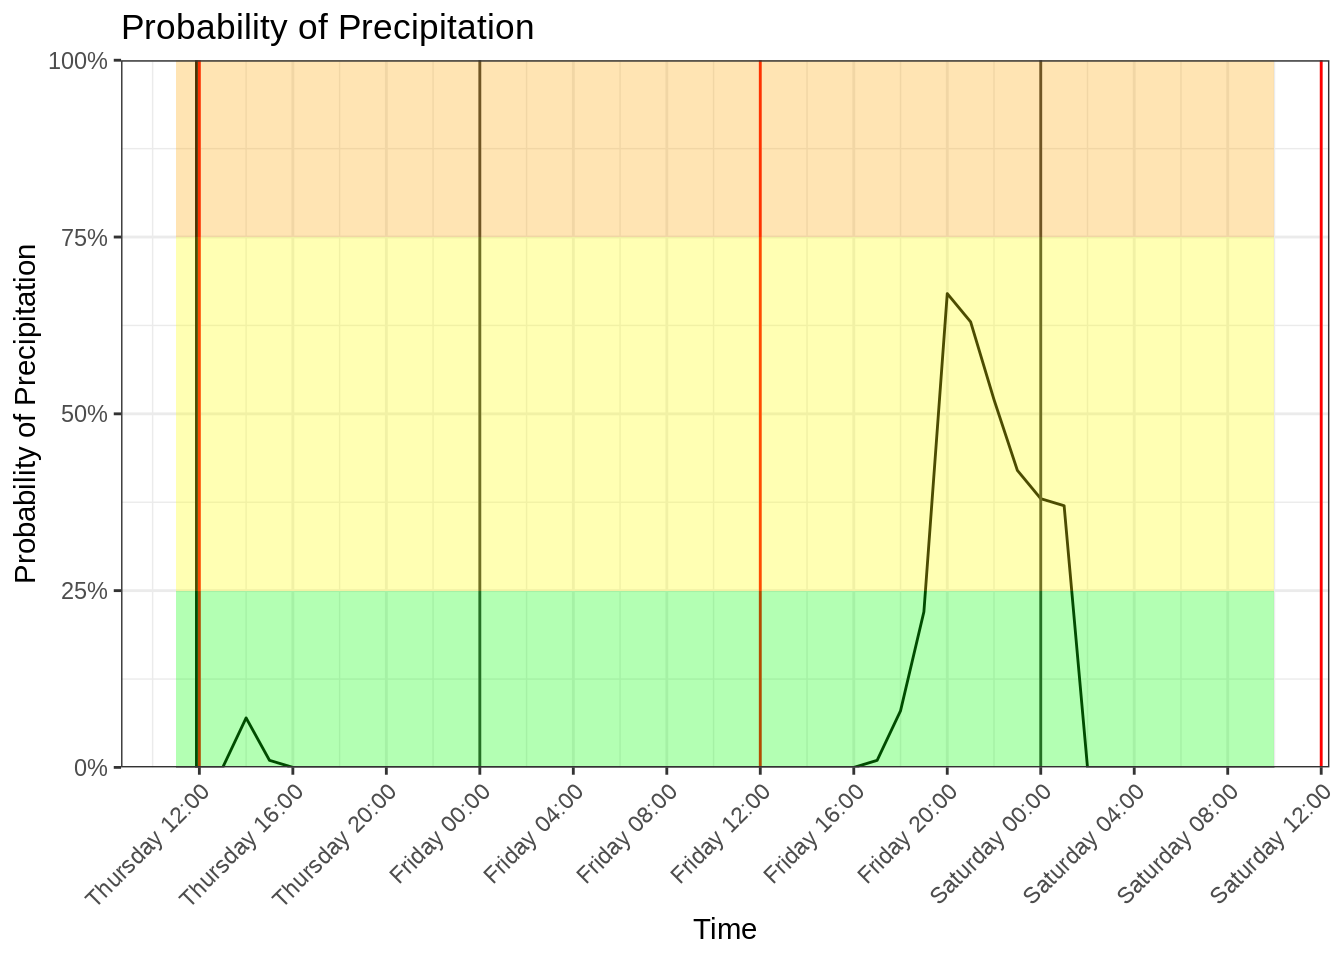 Probability of Precipitation
Probability of Precipitation
100%
75%
50%
25%
0%
Thursday 12:00
Thursday 16:00
Thursday 20:00
Friday 00:00
Friday 04:00
Friday 08:00
Friday 12:00
Friday 16:00
Friday 20:00
Saturday 00:00
Saturday 04:00
Saturday 08:00
Saturday 12:00
Time